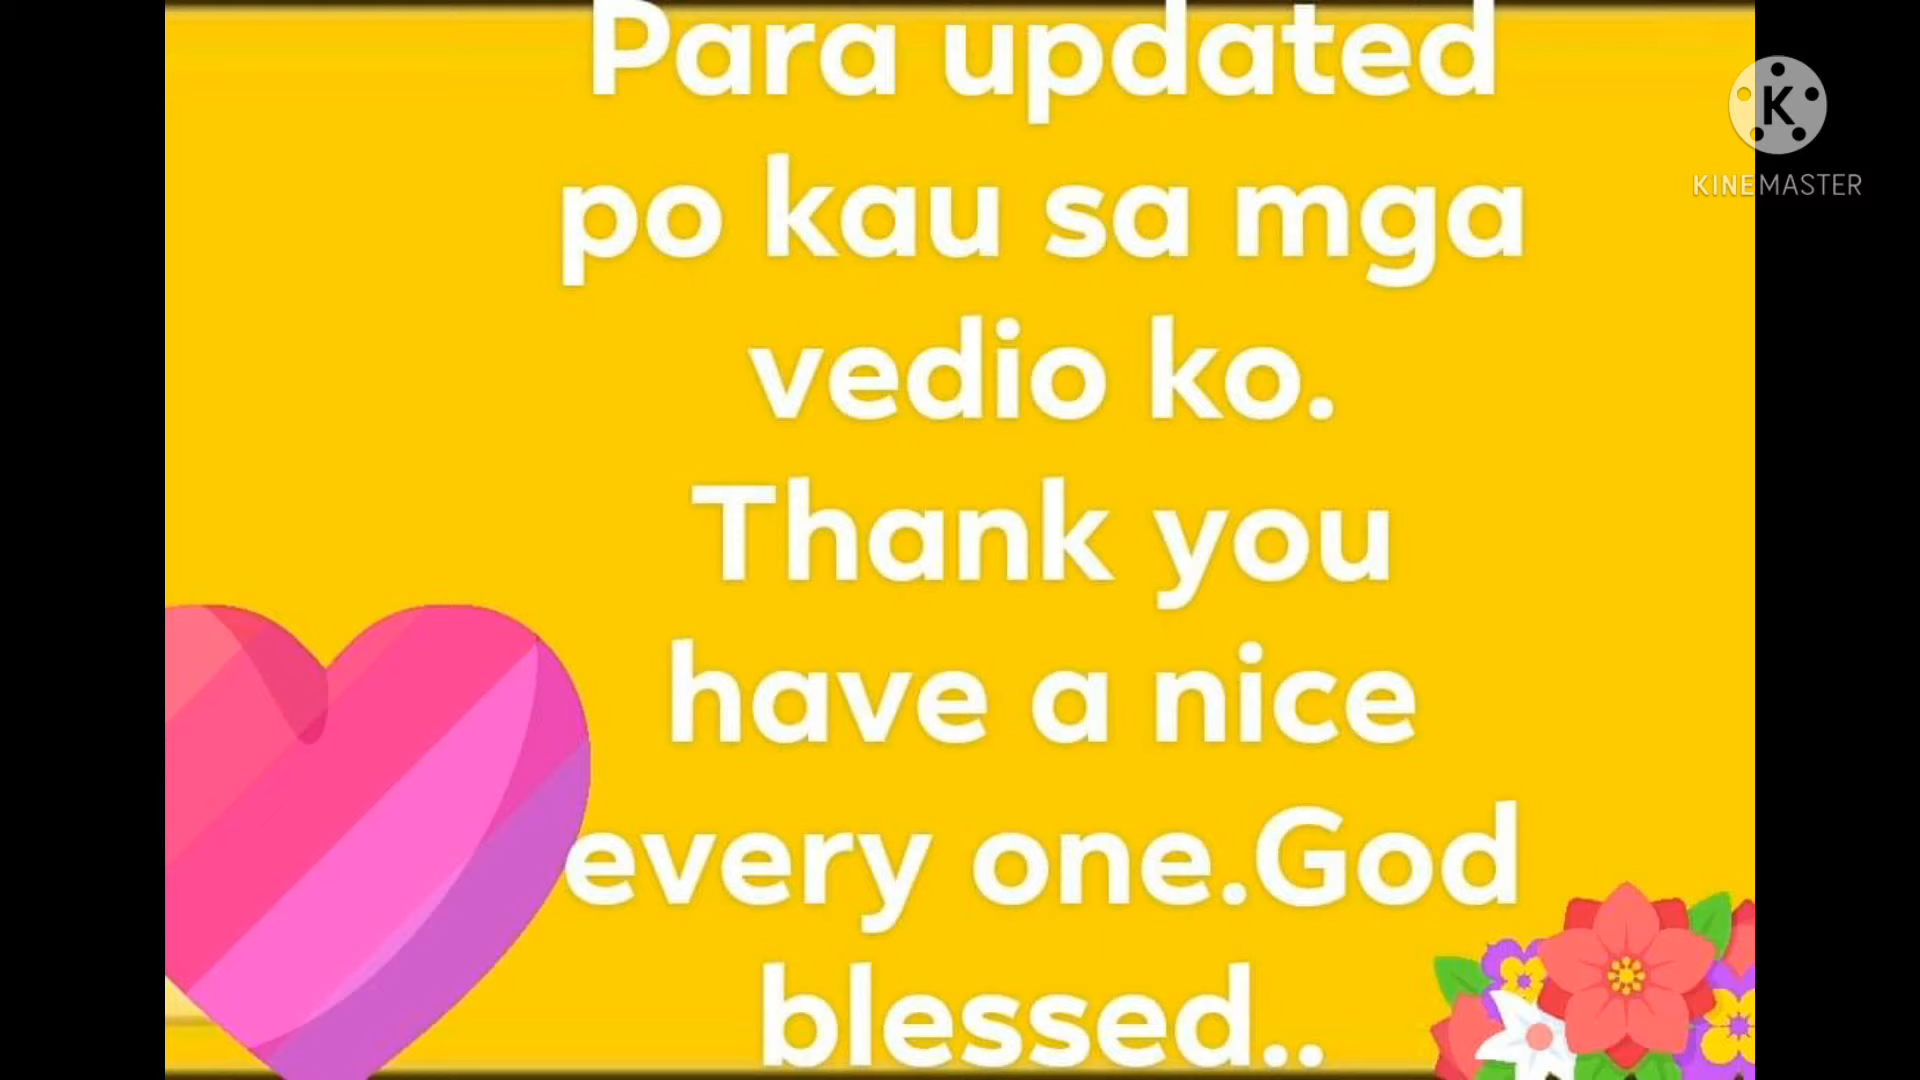 Para updated
po kau sa mga
vedio ko.
Thank you
have a nice
every one.God
blessed..
K
KINEMASTER